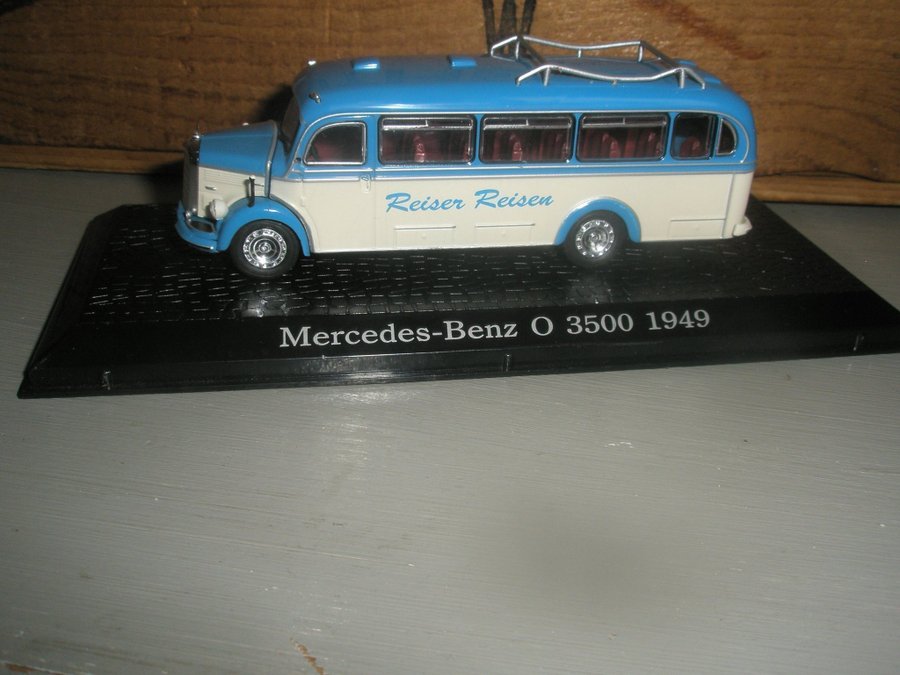 Reiser Reisen
Mercedes-Benz O 3500 1949